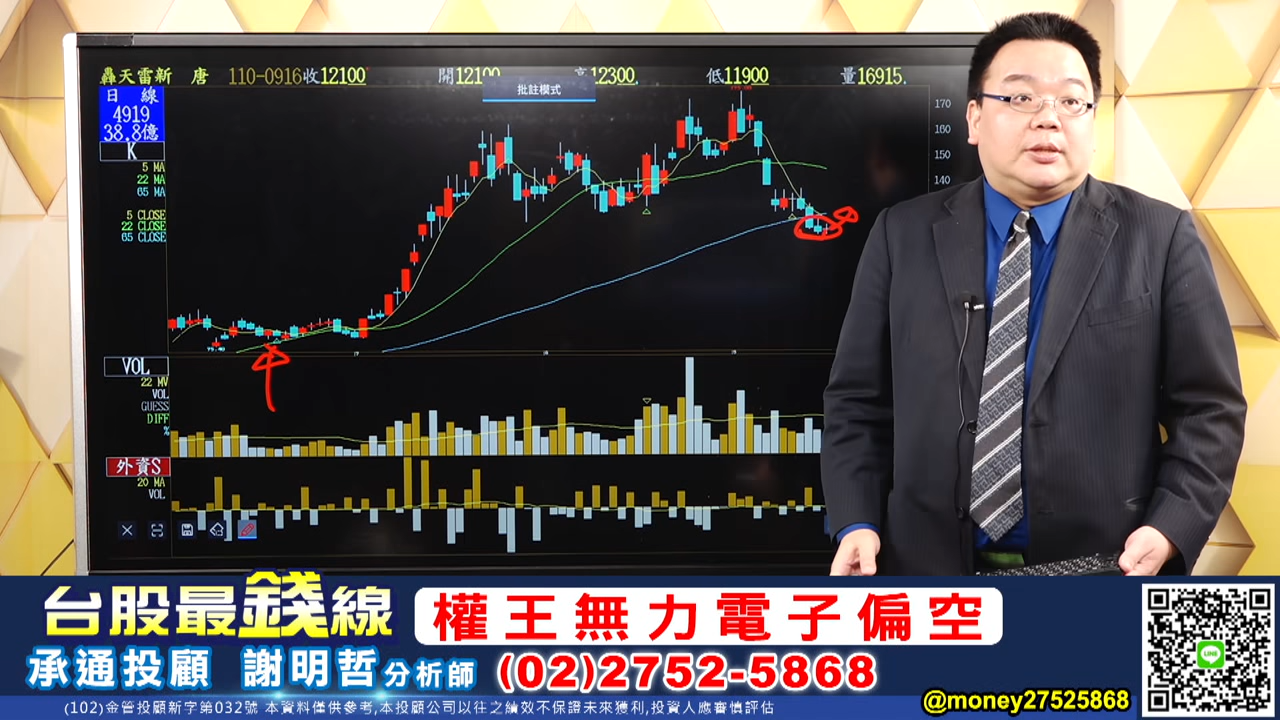 轟天雷新 唐 110-0916收12100 開12100 高12300. 低11900 量16915.
批註模式
日 線
4919
38.8億
K
5 MA
22 MA
65 MA
5 CLOSE
22 CLOSE
65 CLOSE
170
160
150
140
VOL
22 MV
VOL
GUESS
DIFF
%
外資S
20 MA
VOL
台股最錢線
權王無力電子偏空
承通投顧 謝明哲分析師 (02)2752-5868
LINE
(102)金管投顧新字第032號 本資料僅供參考,本投顧公司以往之績效不保證未來獲利,投資人應審慎評估
@money27525868